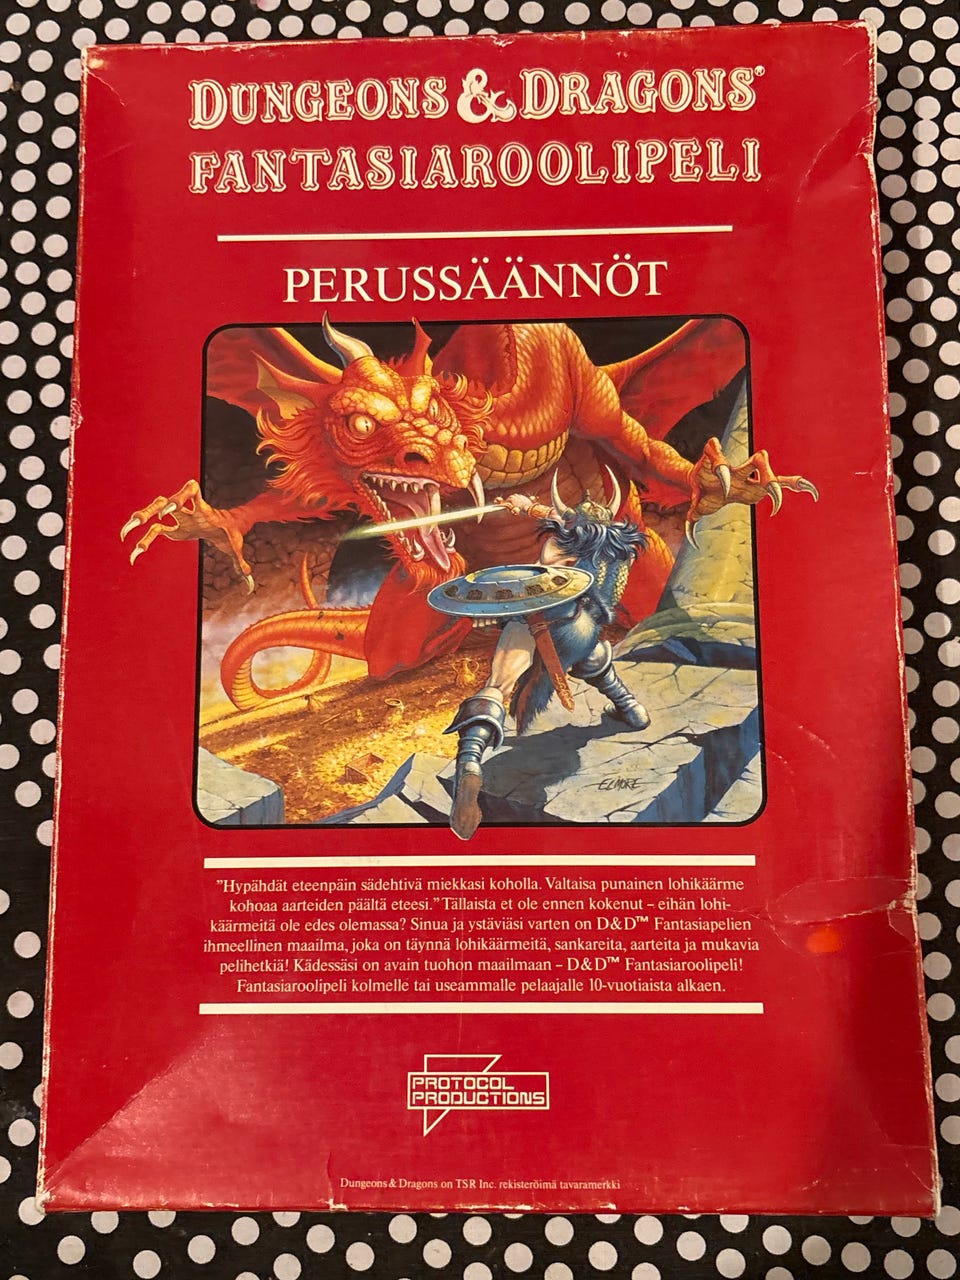 DUNGEONS & DRAGONS®
FANTASIAROOLIPELI
PERUSSÄÄNNÖT
ELMORE
”Hypähdät eteenpäin sädehtivä miekkasi koholla. Valtaisa punainen lohikäärme
kohoaa aarteiden päältä eteesi.” Tällaista et ole ennen kokenut – eihän lohi-
käärmeitä ole edes olemassa? Sinua ja ystäviäsi varten on D&D™ Fantasiapelien
ihmeellinen maailma, joka on täynnä lohikäärmeitä, sankareita, aarteita ja mukavia
pelihetkiä! Kädessäsi on avain tuohon maailmaan – D&D™ Fantasiaroolipeli!
Fantasiaroolipeli kolmelle tai useammalle pelaajalle 10-vuotiaista alkaen.
PROTOCOL
PRODUCTIONS
Dungeons & Dragons on TSR Inc. rekisteröimä tavaramerkki